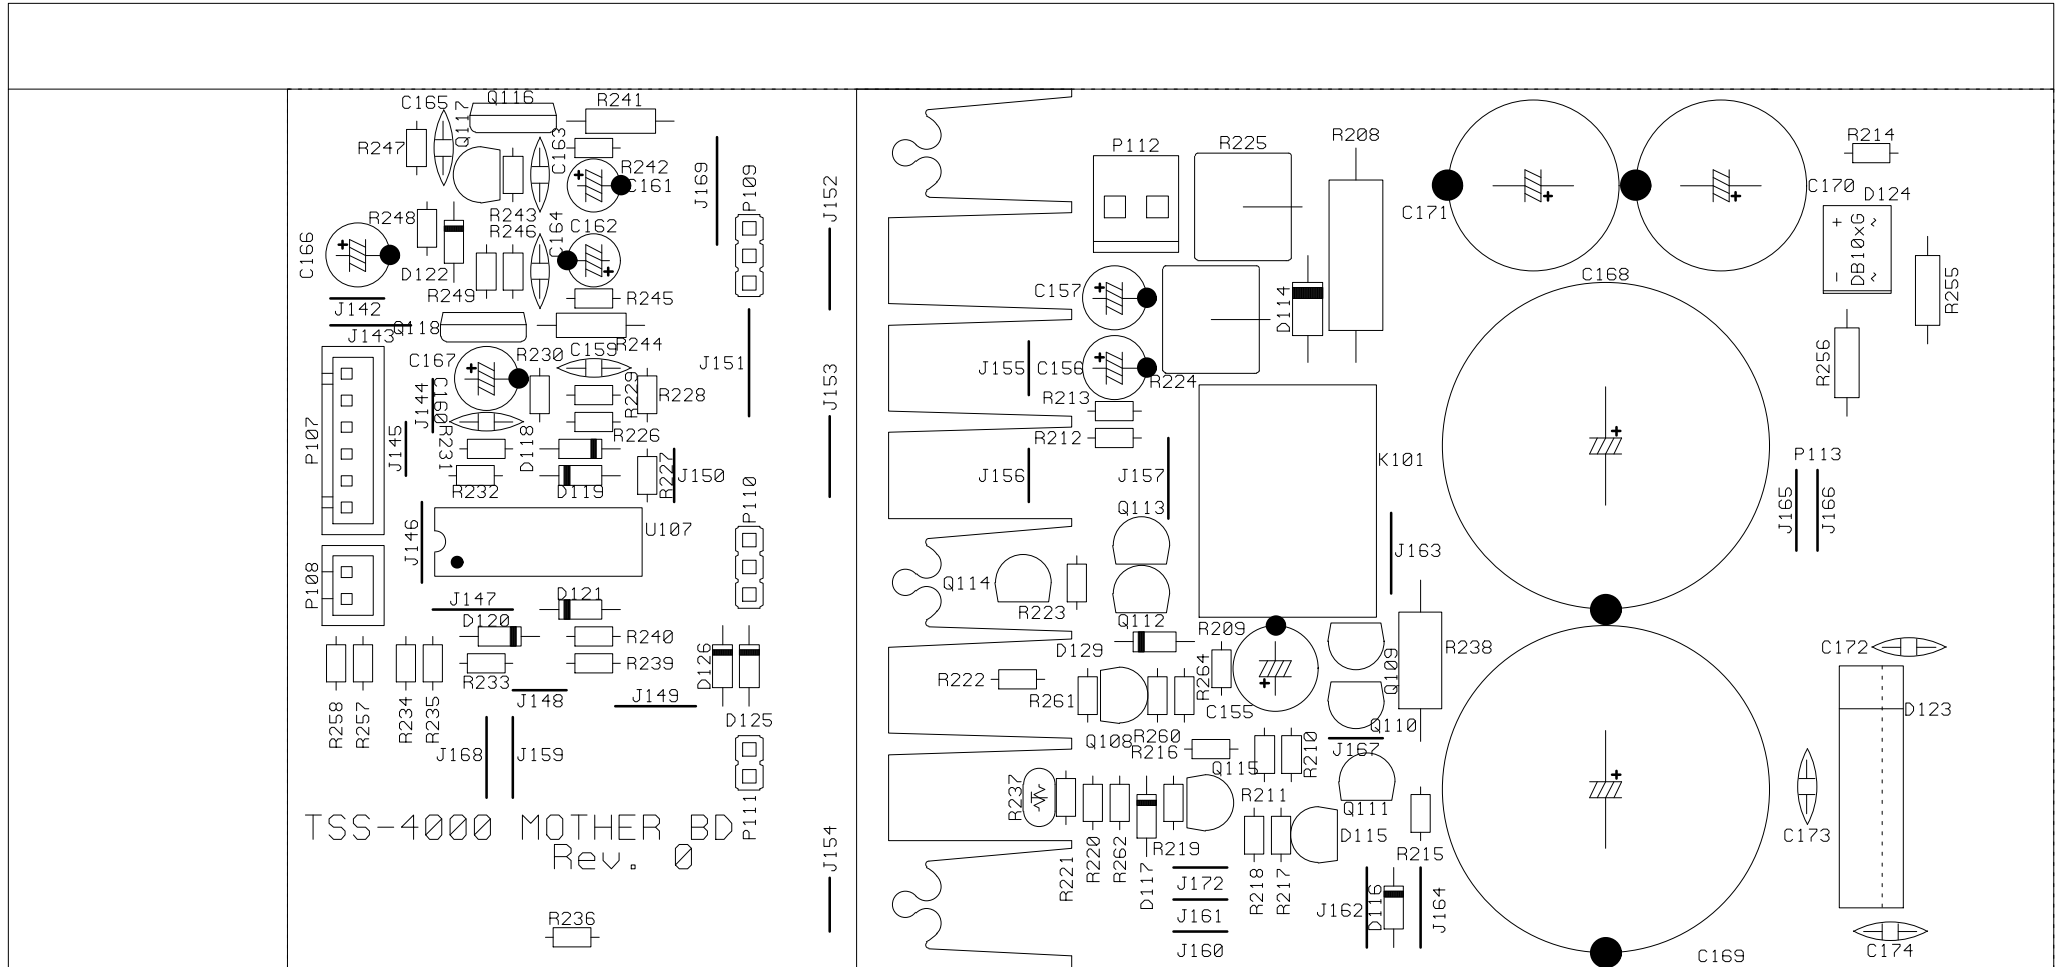 C165
Q117
Q116
R241
R247
C163
R242
C161
J169
P109
J152
R248
R243
R246
C164
C162
C166
D122
R249
R245
J142
J143
Q118
R244
C167
R230
C159
J151
J153
J144
C160
R229
R228
P107
J145
R231
D118
R226
R232
D119
R227
J150
P110
J146
U107
P108
J147
D121
D120
R240
R239
R233
D126
J148
J149
D125
R258
R257
R234
R235
J168
J159
TSS-4000 MOTHER BD
Rev. 0
P111
J154
R236
P112
R225
R208
C171
C170
R214
D124
+ ~
DB10xG
- ~
C157
D114
C168
R255
J155
C156
R224
R256
R213
R212
K101
P113
J156
J157
J165
J166
Q113
J163
Q114
R223
Q112
R209
D129
R238
C172
R222
R264
Q109
R261
C155
D123
Q108
R260
R216
Q110
J167
R210
Q115
R237
R211
Q111
C173
D115
R221
R220
R262
D117
R219
R218
R217
R215
J172
J162
D116
J164
J161
J160
C174
C169